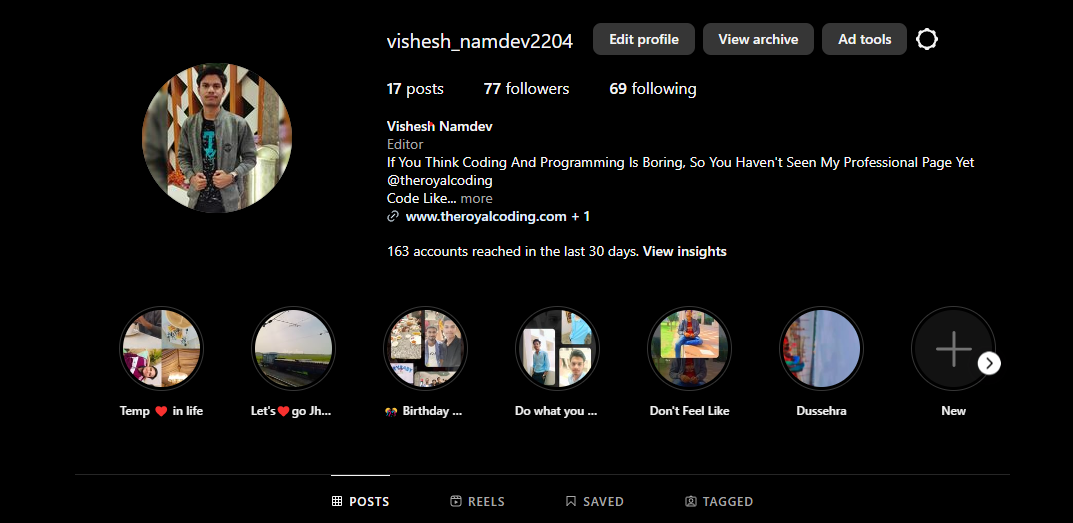 vishesh_namdev2204 Edit profile View archive Ad tools
17 posts 77 followers 69 following
Vishesh Namdev
Editor
If You Think Coding And Programming Is Boring, So You Haven't Seen My Professional Page Yet
@theroyalcoding
Code Like... more
www.theroyalcoding.com + 1
163 accounts reached in the last 30 days. View insights
Temp ❤️ in life Let's❤️go Jh... 🎊 Birthday ... Do what you ... Don't Feel Like Dussehra New
POSTS REELS SAVED TAGGED